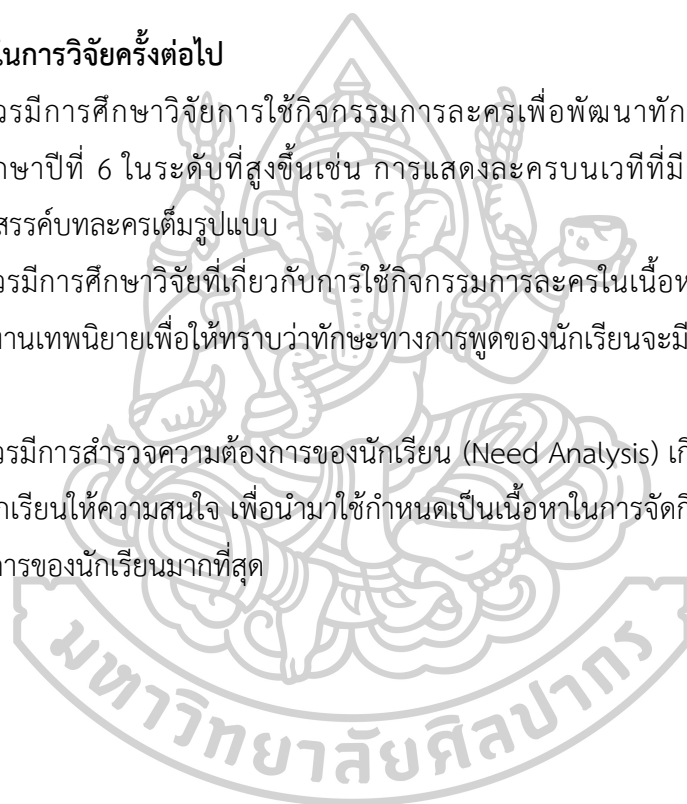 ในการวิจัยครั้งต่อไป
วรมีการศึกษาวิจัยการใช้กิจกรรมการละครเพื่อพัฒนาทัก
กษาปีที่ 6 ในระดับที่สูงขึ้นเช่น การแสดงละครบนเวทีที่มี
สรรค์บทละครเต็มรูปแบบ
วรมีการศึกษาวิจัยที่เกี่ยวกับการใช้กิจกรรมการละครในเนื้อห
ทานเทพนิยายเพื่อให้ทราบว่าทักษะทางการพูดของนักเรียนจะมี
วรมีการสำรวจความต้องการของนักเรียน (Need Analysis) เกี
กเรียนให้ความสนใจ เพื่อนำมาใช้กำหนดเป็นเนื้อหาในการจัดกิ
การของนักเรียนมากที่สุด
มหาวิทยาลัยศิลปากร